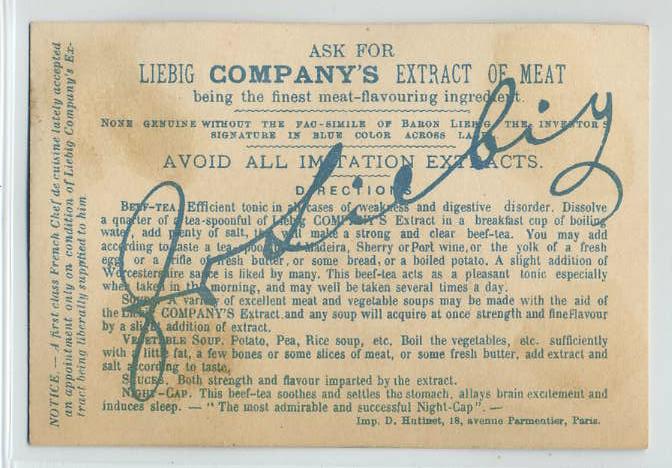 ASK FOR
LIEBIG COMPANY'S EXTRACT OF MEAT
being the finest meat-flavouring ingredient.
NONE GENUINE WITHOUT THE FAC-SIMILE OF BARON LIEBIG, THE INVENTOR'S
SIGNATURE IN BLUE COLOR ACROSS LABEL
AVOID ALL IMITATION EXTRACTS.
DIRECTIONS
BEEF-TEA. Efficient tonic in all cases of weakness and digestive disorder. Dissolve
a quarter of a tea-spoonful of Liebig COMPANY'S Extract in a breakfast cup of boiling
water, add plenty of salt, it will make a strong and clear beef-tea. You may add
according to taste a tea-spoonful Madeira, Sherry or Port wine, or the yolk of a fresh
egg, or a trifle of fresh butter, or some bread, or a boiled potato. A slight addition of
Worcestershire sauce is liked by many. This beef-tea acts as a pleasant tonic especially
when taken in the morning, and may well be taken several times a day.
SOUPS. A variety of excellent meat and vegetable soups may be made with the aid of
the Liebig COMPANY'S Extract and any soup will acquire at once strength and fine flavour
by a slight addition of extract.
VEGETABLE SOUP. Potato, Pea, Rice soup, etc. Boil the vegetables, etc. sufficiently
with a little fat, a few bones or some slices of meat, or some fresh butter, add extract and
salt according to taste.
SAUCES. Both strength and flavour imparted by the extract.
NIGHT-CAP. This beef-tea soothes and settles the stomach, allays brain excitement and
induces sleep. — "The most admirable and successful Night-Cap". —
Imp. D. Hutinet, 18, avenue Parmentier, Paris.
NOTICE. — A first class French Chef de cuisine lately accepted
an appointment only on condition of Liebig Company's Ex-
tract being liberally supplied to him.
J von Liebig